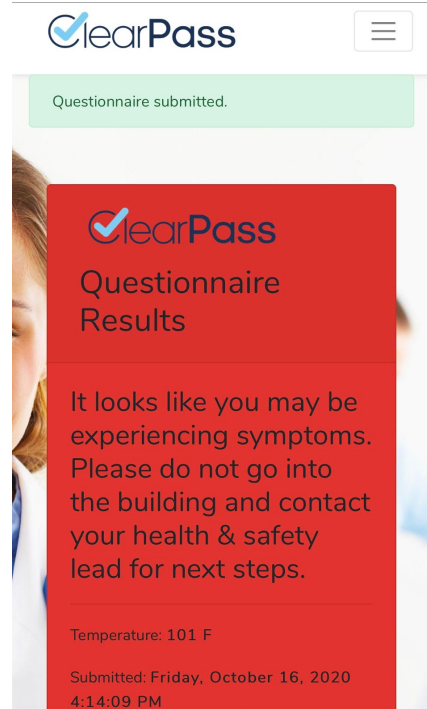 ClearPass
Questionnaire submitted.
ClearPass
Questionnaire
Results
It looks like you may be
experiencing symptoms.
Please do not go into
the building and contact
your health & safety
lead for next steps.
Temperature: 101 F
Submitted: Friday, October 16, 2020
4:14:09 PM